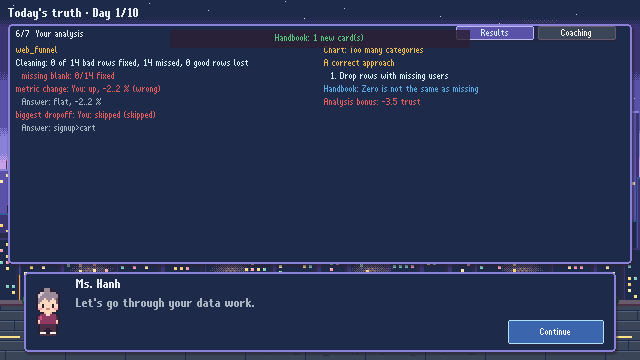 Today's truth · Day 1/10
6/7 Your analysis
Handbook: 1 new card(s)
Results
Coaching
web_funnel
Cleaning: 0 of 14 bad rows fixed, 14 missed, 0 good rows lost
missing blank: 0/14 fixed
metric change: You: up, -2..2 % (wrong)
Answer: flat, -2..2 %
biggest dropoff: You: skipped (skipped)
Answer: signup>cart
Chart: Too many categories
A correct approach
1. Drop rows with missing users
Handbook: Zero is not the same as missing
Analysis bonus: -3.5 trust
Ms. Hanh
Let's go through your data work.
Continue